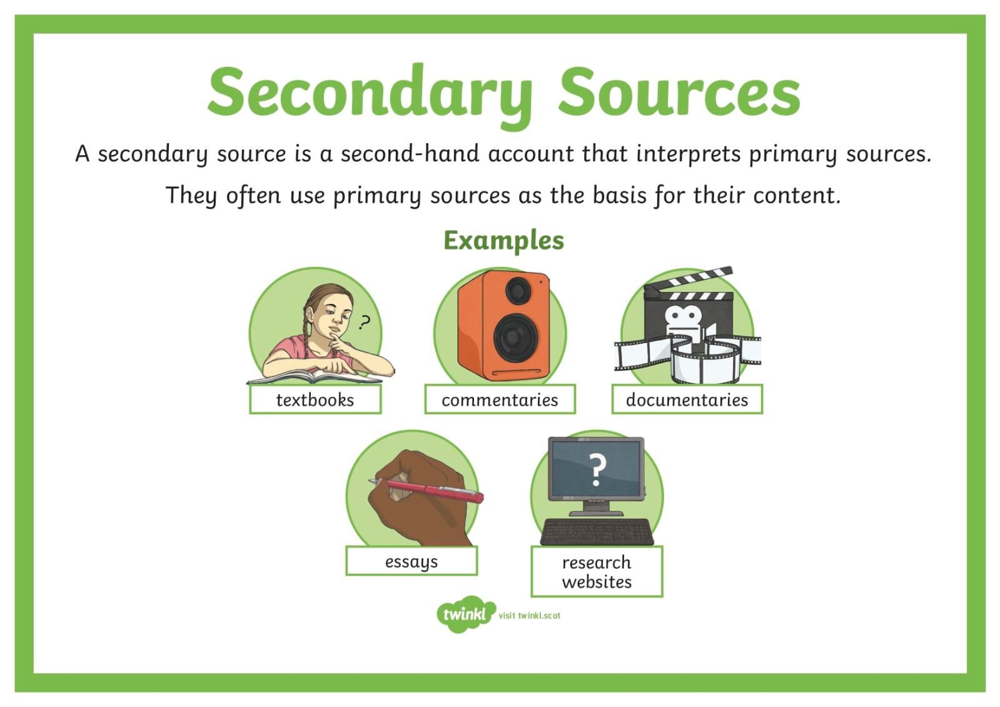 Secondary Sources
A secondary source is a second-hand account that interprets primary sources.
They often use primary sources as the basis for their content.
Examples
?
textbooks
commentaries
documentaries
?
essays
research
websites
twinkl visit twinkl.scot